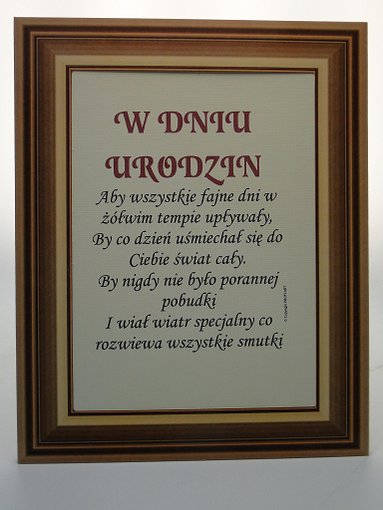 W DNIU
URODZIN
Aby wszystkie fajne dni w
żółwim tempie upływały,
By co dzień uśmiechał się do
Ciebie świat cały.
By nigdy nie było porannej
pobudki
I wiał wiatr specjalny co
rozwiewa wszystkie smutki